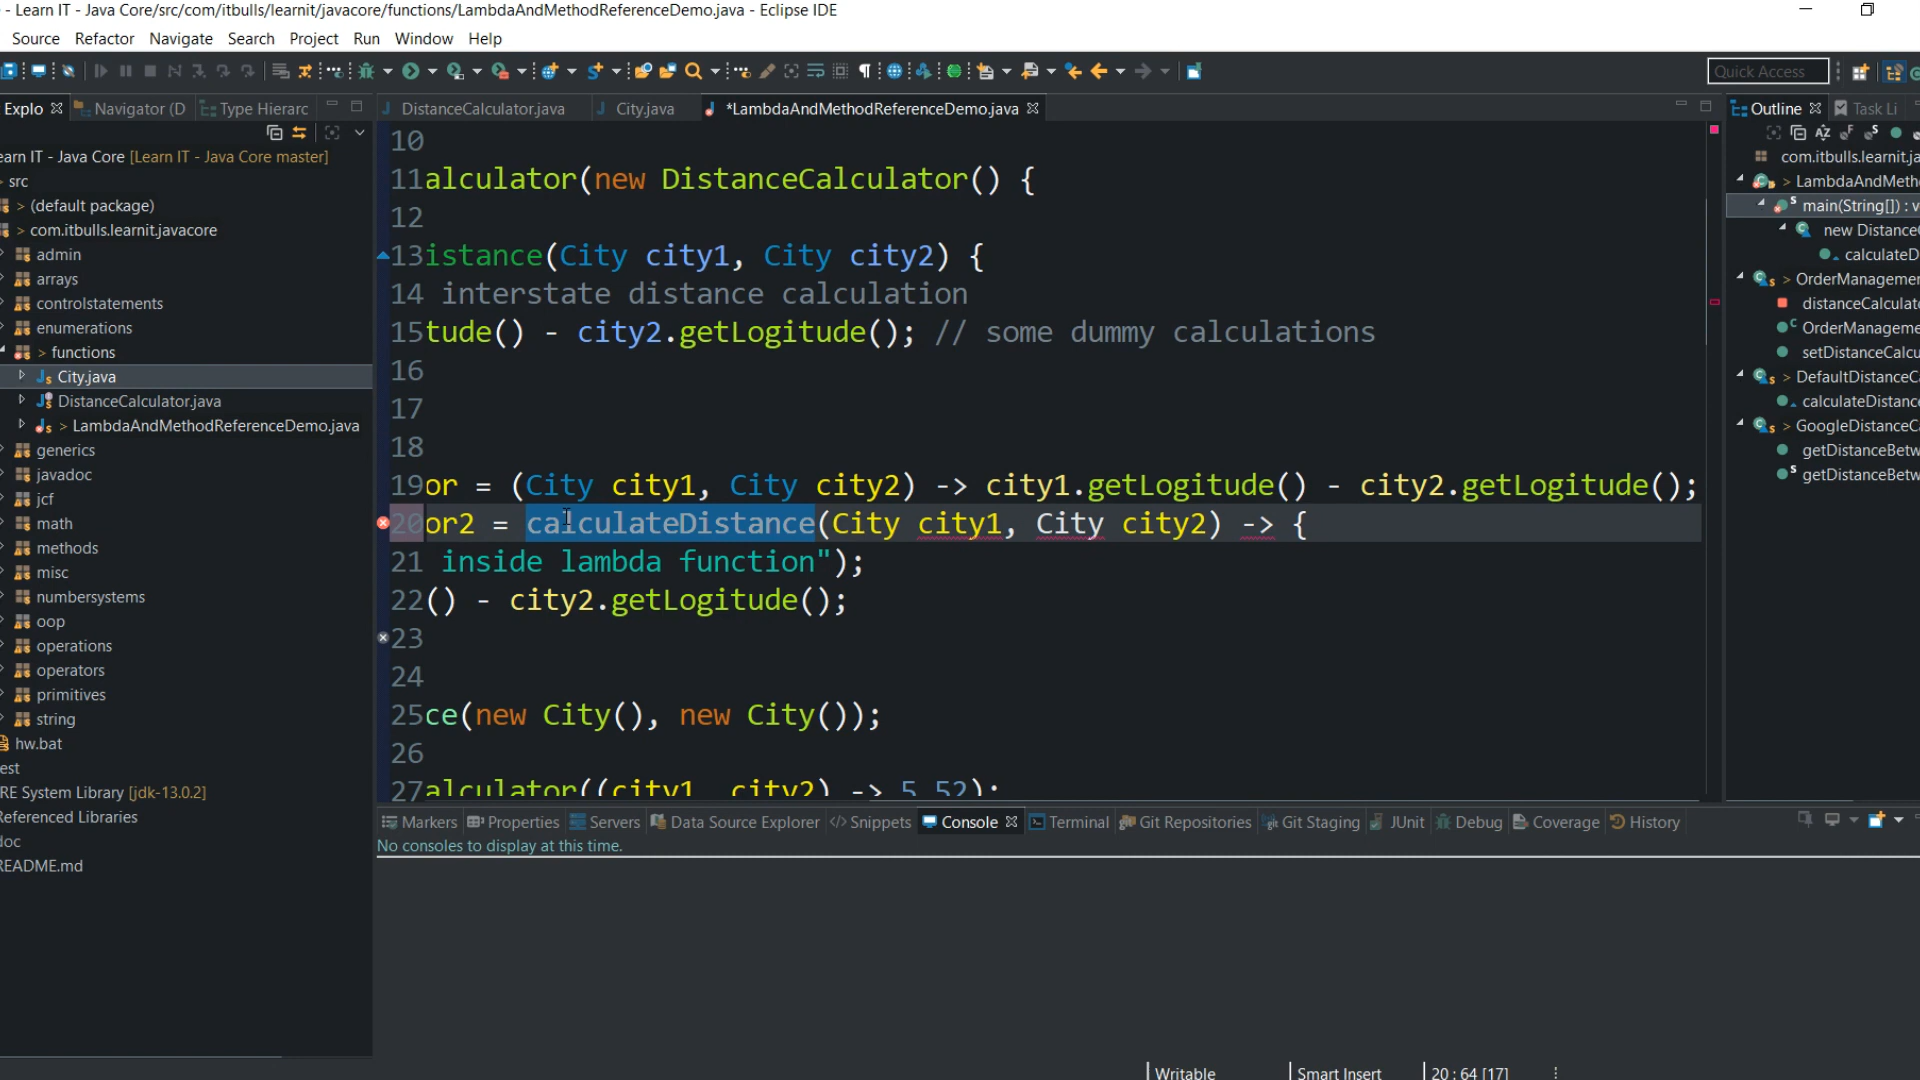 - Learn IT - Java Core/src/com/itbulls/learnit/javacore/functions/LambdaAndMethodReferenceDemo.java - Eclipse IDE
Source Refactor Navigate Search Project Run Window Help
Quick Access
Explo Navigator (D Type Hierarc
DistanceCalculator.java City.java *LambdaAndMethodReferenceDemo.java
Outline Task Li
earn IT - Java Core [Learn IT - Java Core master]
src
> (default package)
> com.itbulls.learnit.javacore
admin
arrays
controlstatements
enumerations
> functions
City.java
DistanceCalculator.java
> LambdaAndMethodReferenceDemo.java
generics
javadoc
jcf
math
methods
misc
numbersystems
oop
operations
operators
primitives
string
hw.bat
est
RE System Library [jdk-13.0.2]
Referenced Libraries
doc
README.md
10
11alculator(new DistanceCalculator() {
12
13istance(City city1, City city2) {
14 interstate distance calculation
15tude() - city2.getLogitude(); // some dummy calculations
16
17
18
19or = (City city1, City city2) -> city1.getLogitude() - city2.getLogitude();
20or2 = calculateDistance(City city1, City city2) -> {
21 inside lambda function");
22() - city2.getLogitude();
23
24
25ce(new City(), new City());
26
27alculator((city1, city2) -> 5.52);
com.itbulls.learnit.ja
> LambdaAndMeth
main(String[]) : v
new Distance
calculateD
> OrderManageme
distanceCalculat
OrderManageme
setDistanceCalcu
> DefaultDistanceC
calculateDistanc
> GoogleDistanceC
getDistanceBetw
getDistanceBetw
Markers Properties Servers Data Source Explorer Snippets Console Terminal Git Repositories Git Staging JUnit Debug Coverage History
No consoles to display at this time.
Writable Smart Insert 20 : 64 [17]